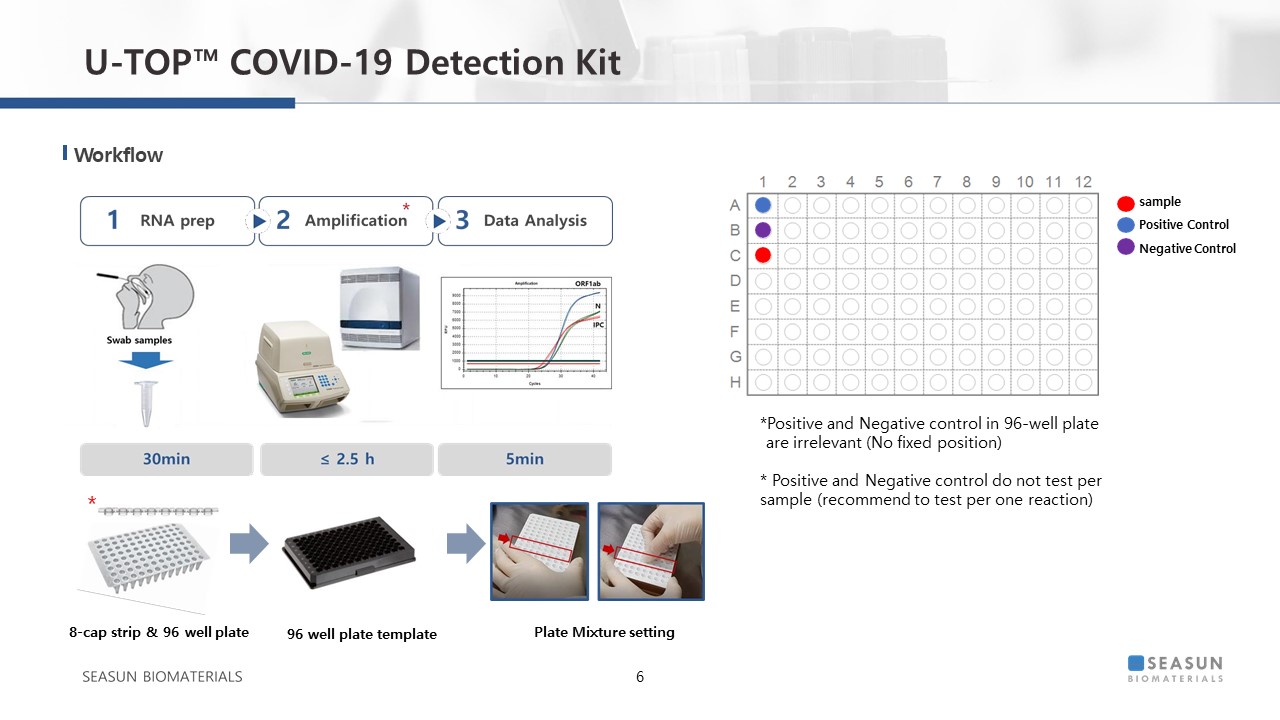 U-TOP™ COVID-19 Detection Kit
Workflow
1 RNA prep
2 Amplification*
3 Data Analysis
Swab samples
Amplification
ORF1ab
N
IPC
9000
8000
7000
6000
5000
4000
3000
2000
1000
0
RFU
0 10 20 30 40
Cycles
30min
≤ 2.5 h
5min
*
8-cap strip & 96 well plate
96 well plate template
Plate Mixture setting
1 2 3 4 5 6 7 8 9 10 11 12
A
B
C
D
E
F
G
H
sample
Positive Control
Negative Control
*Positive and Negative control in 96-well plate
are irrelevant (No fixed position)
* Positive and Negative control do not test per
sample (recommend to test per one reaction)
SEASUN BIOMATERIALS
6
SEASUN
BIOMATERIALS